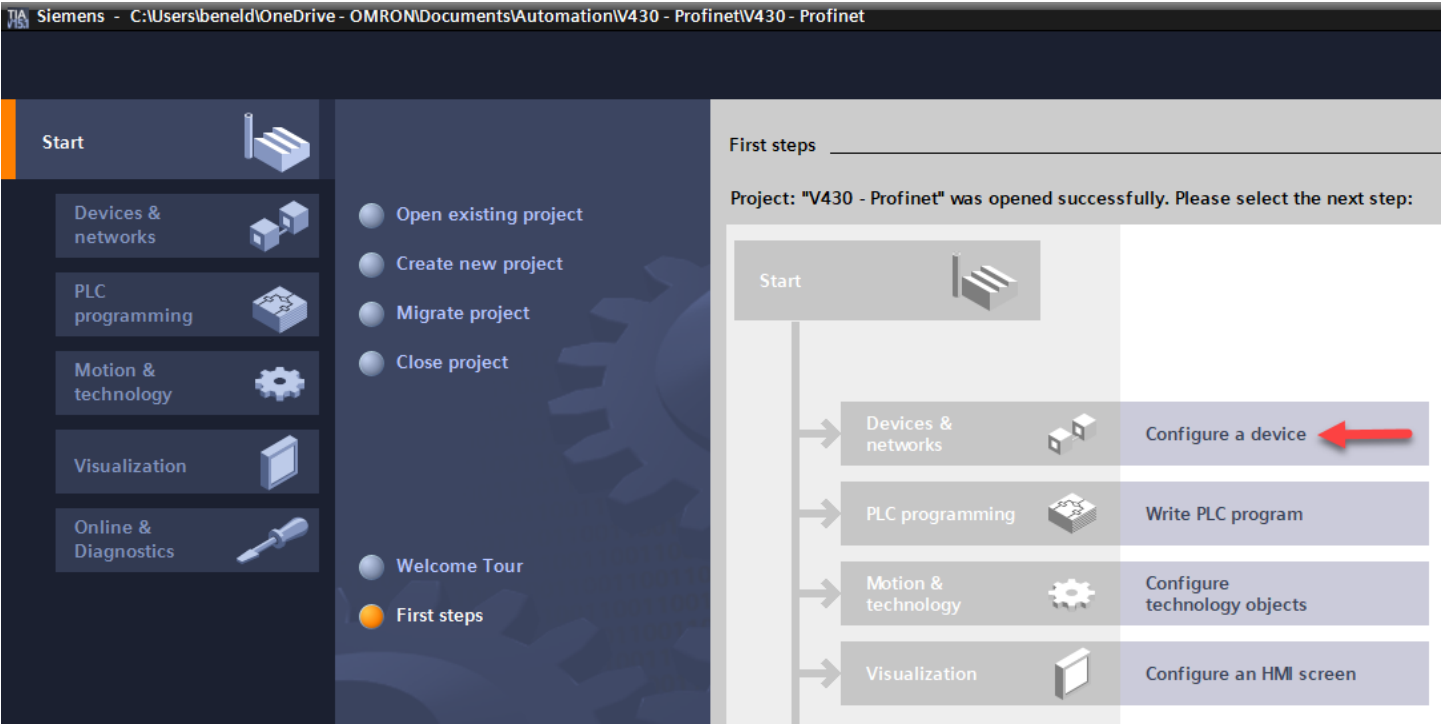 TIA V15.1 Siemens - C:\Users\beneld\OneDrive - OMRON\Documents\Automation\V430 - Profinet\V430 - Profinet
Start
Devices &
networks
PLC
programming
Motion &
technology
Visualization
Online &
Diagnostics
Open existing project
Create new project
Migrate project
Close project
Welcome Tour
First steps
First steps
Project: "V430 - Profinet" was opened successfully. Please select the next step:
Start
Devices &
networks
Configure a device
PLC programming
Write PLC program
Motion &
technology
Configure
technology objects
Visualization
Configure an HMI screen